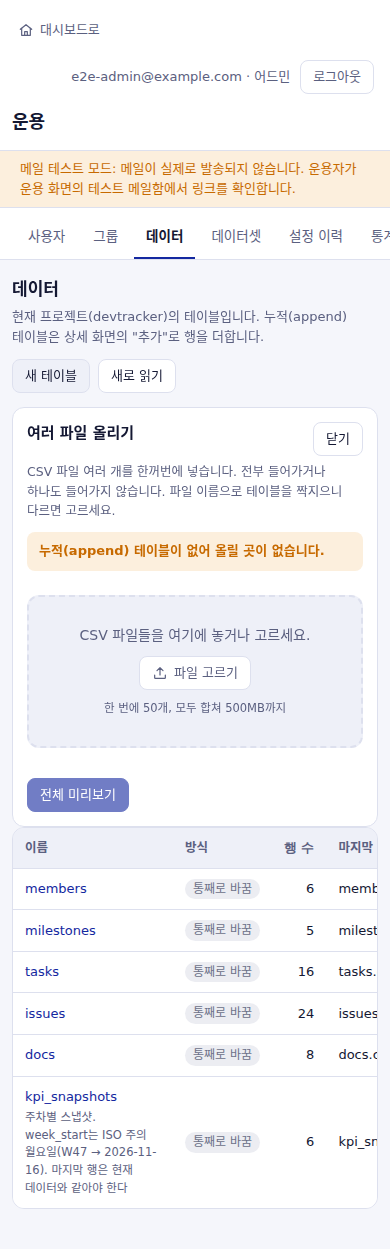 대시보드로
e2e-admin@example.com · 어드민
로그아웃
운용
메일 테스트 모드: 메일이 실제로 발송되지 않습니다. 운용자가
운용 화면의 테스트 메일함에서 링크를 확인합니다.
사용자 그룹 데이터 데이터셋 설정 이력
데이터
현재 프로젝트(devtracker)의 테이블입니다. 누적(append)
테이블은 상세 화면의 "추가"로 행을 더합니다.
새 테이블 새로 읽기
여러 파일 올리기
닫기
CSV 파일 여러 개를 한꺼번에 넣습니다. 전부 들어가거나
하나도 들어가지 않습니다. 파일 이름으로 테이블을 짝지으니
다르면 고르세요.
누적(append) 테이블이 없어 올릴 곳이 없습니다.
CSV 파일들을 여기에 놓거나 고르세요.
파일 고르기
한 번에 50개, 모두 합쳐 500MB까지
전체 미리보기
이름 방식 행 수 마지막
members 통째로 바꿈 6 memb
milestones 통째로 바꿈 5 milest
tasks 통째로 바꿈 16 tasks.
issues 통째로 바꿈 24 issues
docs 통째로 바꿈 8 docs.c
kpi_snapshots
주차별 스냅샷.
week_start는 ISO 주의
월요일(W47 → 2026-11-
16). 마지막 행은 현재
데이터와 같아야 한다
통째로 바꿈 6 kpi_sn